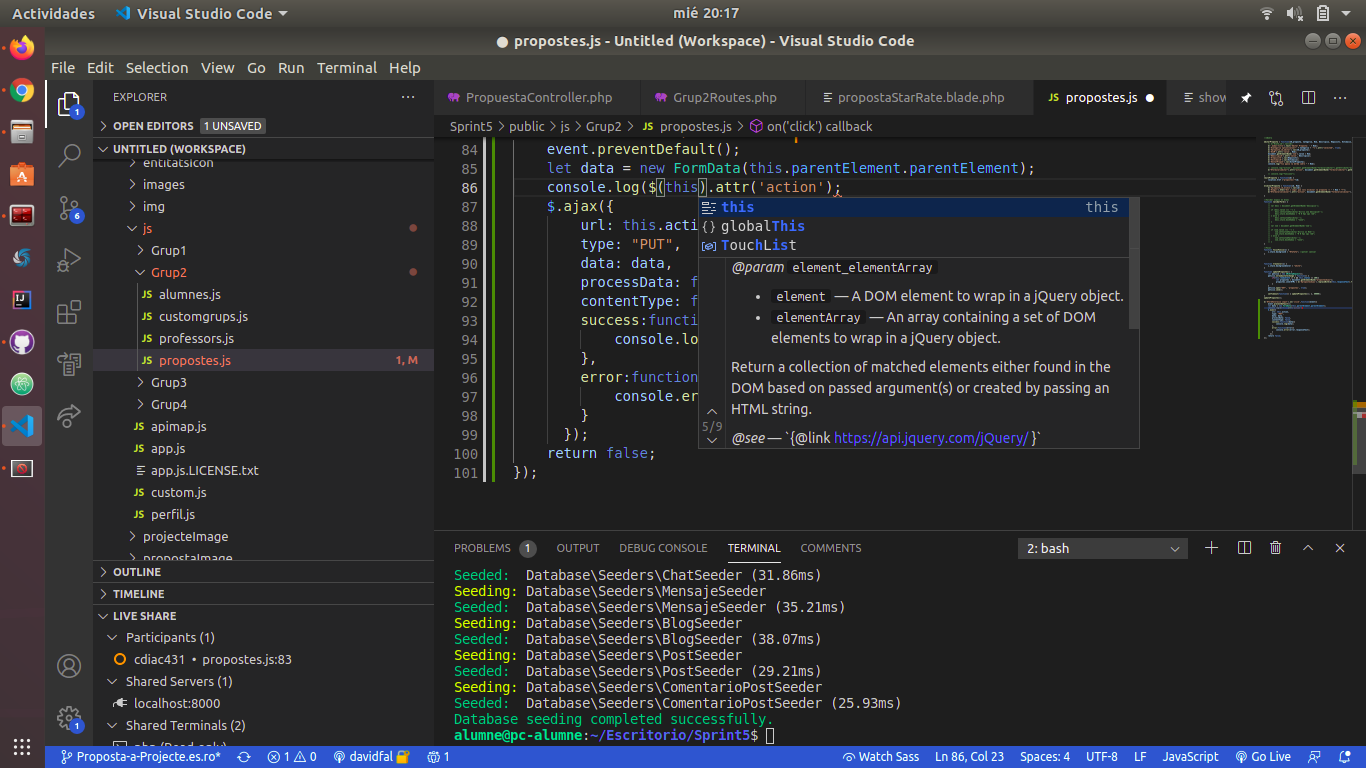 Actividades
Visual Studio Code
mié 20:17
propostes.js - Untitled (Workspace) - Visual Studio Code
File Edit Selection View Go Run Terminal Help
EXPLORER
OPEN EDITORS 1 UNSAVED
UNTITLED (WORKSPACE)
entitatsIcon
images
img
js
Grup1
Grup2
JS alumnes.js
JS customgrups.js
JS professors.js
JS propostes.js 1, M
Grup3
Grup4
JS apimap.js
JS app.js
app.js.LICENSE.txt
JS custom.js
JS perfil.js
projecteImage
propostaImage
OUTLINE
TIMELINE
LIVE SHARE
Participants (1)
cdiac431 • propostes.js:83
Shared Servers (1)
localhost:8000
Shared Terminals (2)
PropuestaController.php
Grup2Routes.php
propostaStarRate.blade.php
JS propostes.js
show
Sprint5 > public > js > Grup2 > JS propostes.js > on('click') callback
84 event.preventDefault();
85 let data = new FormData(this.parentElement.parentElement);
86 console.log($(this).attr('action');
87 $.ajax({
88 url: this.acti
89 type: "PUT",
90 data: data,
91 processData: f
92 contentType: f
93 success:functi
94 console.lo
95 },
96 error:function
97 console.er
98 }
99 });
100 return false;
101 });
this this
globalThis
TouchList
@param element_elementArray
• element — A DOM element to wrap in a jQuery object.
• elementArray — An array containing a set of DOM
elements to wrap in a jQuery object.
Return a collection of matched elements either found in the
DOM based on passed argument(s) or created by passing an
HTML string.
5/9
@see — `{@link https://api.jquery.com/jQuery/ }`
PROBLEMS 1 OUTPUT DEBUG CONSOLE TERMINAL COMMENTS
2: bash
Seeded: Database\Seeders\ChatSeeder (31.86ms)
Seeding: Database\Seeders\MensajeSeeder
Seeded: Database\Seeders\MensajeSeeder (35.21ms)
Seeding: Database\Seeders\BlogSeeder
Seeded: Database\Seeders\BlogSeeder (38.07ms)
Seeding: Database\Seeders\PostSeeder
Seeded: Database\Seeders\PostSeeder (29.21ms)
Seeding: Database\Seeders\ComentarioPostSeeder
Seeded: Database\Seeders\ComentarioPostSeeder (25.93ms)
Database seeding completed successfully.
alumne@pc-alumne:~/Escritorio/Sprint5$
Proposta-a-Projecte.es.ro* 1 0 davidfal 1
Watch Sass Ln 86, Col 23 Spaces: 4 UTF-8 LF JavaScript Go Live